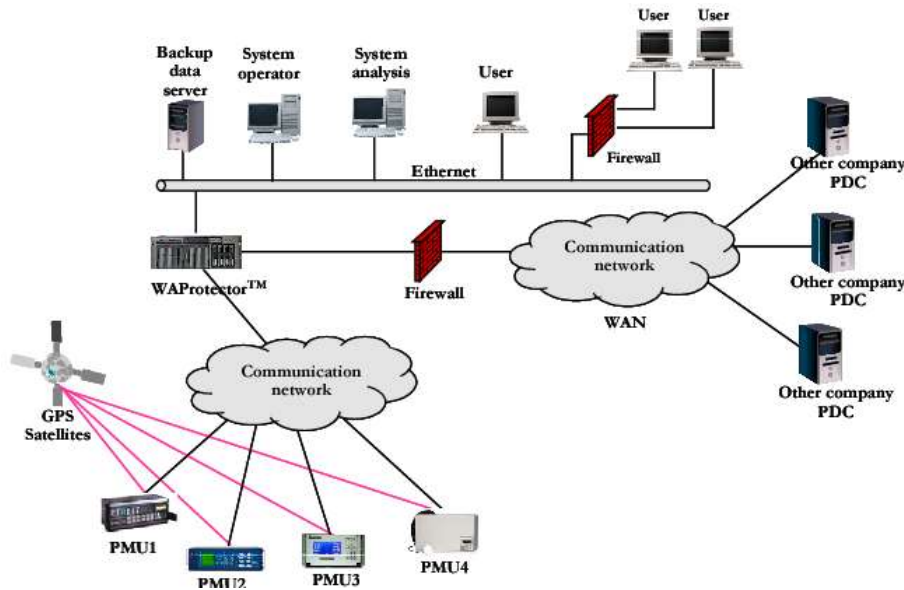 User
User
Backup
data
server
System
operator
System
analysis
User
Firewall
Ethernet
Other company
PDC
WAProtector™
Firewall
Communication
network
WAN
Other company
PDC
Other company
PDC
Communication
network
GPS
Satellites
PMU1
PMU2
PMU3
PMU4